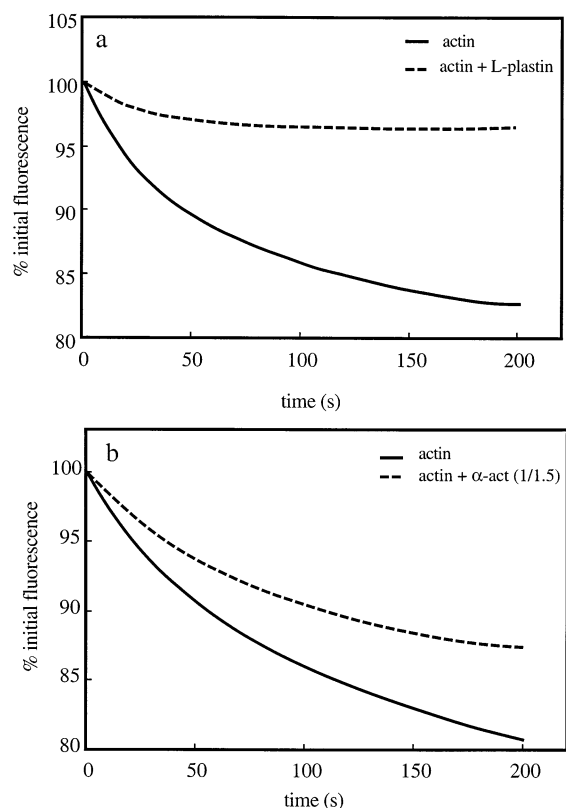 105
a
actin
actin + L-plastin
100
95
90
85
80
% initial fluorescence
0 50 100 150 200
time (s)
b
actin
actin + α-act (1/1.5)
100
95
90
85
80
% initial fluorescence
0 50 100 150 200
time (s)